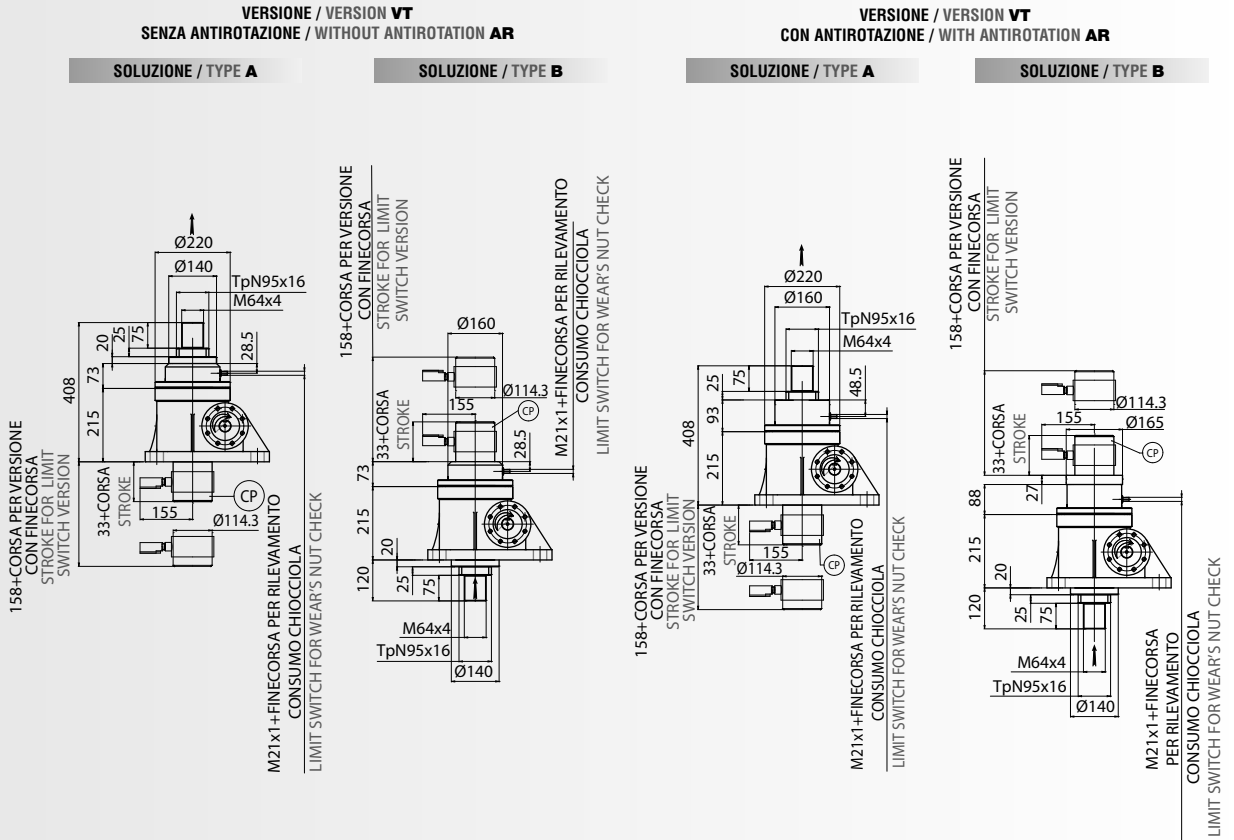 VERSIONE / VERSION VT
SENZA ANTIROTAZIONE / WITHOUT ANTIROTATION AR
SOLUZIONE / TYPE A
Ø220
Ø140
TpN95x16
M64x4
20
25
75
28.5
73
408
215
158+CORSA PER VERSIONE
CON FINECORSA
STROKE FOR LIMIT
SWITCH VERSION
33+CORSA
STROKE
155
CP
Ø114.3
M21x1+FINECORSA PER RILEVAMENTO
CONSUMO CHIOCCIOLA
LIMIT SWITCH FOR WEAR'S NUT CHECK
SOLUZIONE / TYPE B
158+CORSA PER VERSIONE
CON FINECORSA
STROKE FOR LIMIT
SWITCH VERSION
Ø160
Ø114.3
33+CORSA
STROKE
155
CP
28.5
73
215
20
120
25
75
M64x4
TpN95x16
Ø140
M21x1+FINECORSA PER RILEVAMENTO
CONSUMO CHIOCCIOLA
LIMIT SWITCH FOR WEAR'S NUT CHECK
VERSIONE / VERSION VT
CON ANTIROTAZIONE / WITH ANTIROTATION AR
SOLUZIONE / TYPE A
Ø220
Ø160
TpN95x16
M64x4
25
75
48.5
93
408
215
158+CORSA PER VERSIONE
CON FINECORSA
STROKE FOR LIMIT
SWITCH VERSION
33+CORSA
STROKE
155
CP
Ø114.3
M21x1+FINECORSA PER RILEVAMENTO
CONSUMO CHIOCCIOLA
LIMIT SWITCH FOR WEAR'S NUT CHECK
SOLUZIONE / TYPE B
158+CORSA PER VERSIONE
CON FINECORSA
STROKE FOR LIMIT
SWITCH VERSION
Ø114.3
155
Ø165
33+CORSA
STROKE
CP
27
88
215
20
120
25
75
M64x4
TpN95x16
Ø140
M21x1+FINECORSA
PER RILEVAMENTO
CONSUMO CHIOCCIOLA
LIMIT SWITCH FOR WEAR'S NUT CHECK